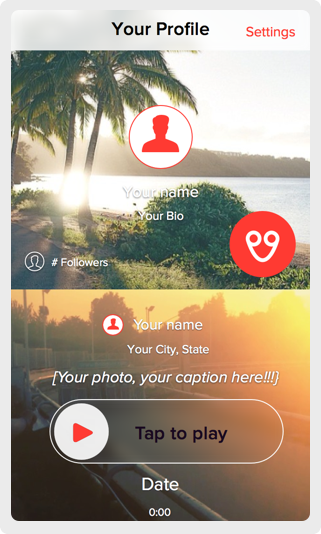 Your Profile
Settings
Your name
Your Bio
# Followers
Your name
Your City, State
[Your photo, your caption here!!!}
Tap to play
Date
0:00